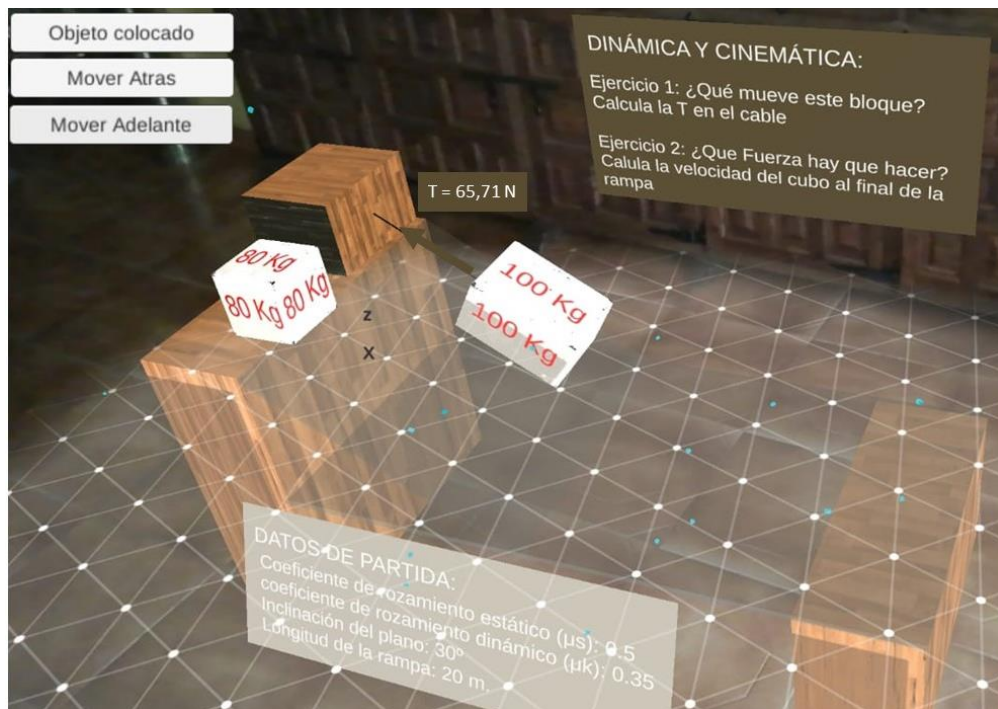 Objeto colocado
Mover Atras
Mover Adelante
DINÁMICA Y CINEMÁTICA:
Ejercicio 1: ¿Qué mueve este bloque?
Calcula la T en el cable
Ejercicio 2: ¿Que Fuerza hay que hacer?
Calula la velocidad del cubo al final de la
rampa
T = 65,71 N
80 Kg
80 Kg
80 Kg
100 Kg
100 Kg
z
X
DATOS DE PARTIDA:
Coeficiente de rozamiento estático (μs): 0.5
coeficiente de rozamiento dinámico (μk): 0.35
Inclinación del plano: 30º
Longitud de la rampa: 20 m.